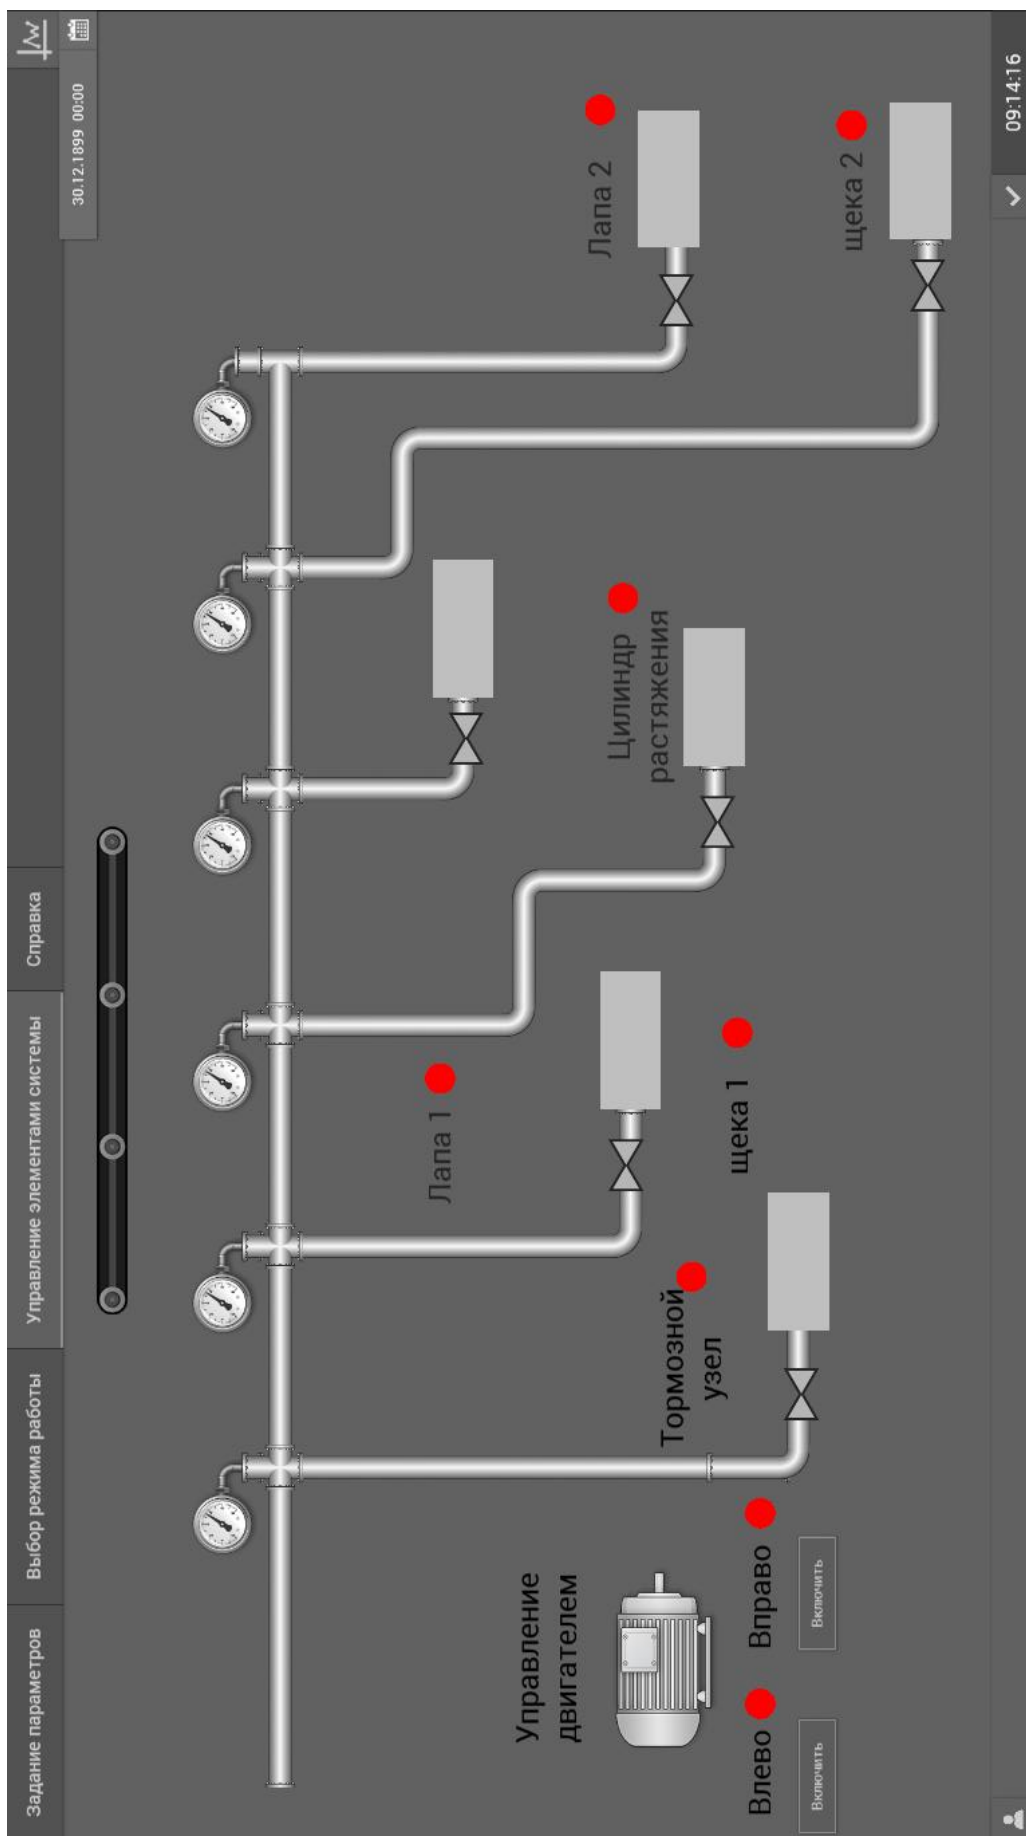 Задание параметров
Выбор режима работы
Управление элементами системы
Справка
30.12.1899 00:00
Лапа 2
щека 2
Цилиндр
растяжения
Лапа 1
щека 1
Тормозной
узел
Управление
двигателем
Влево
Вправо
Включить
Включить
09:14:16